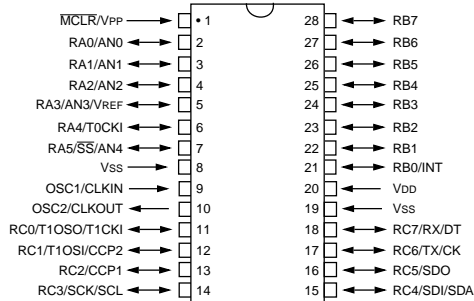 MCLR/VPP 1 28 RB7
RA0/AN0 2 27 RB6
RA1/AN1 3 26 RB5
RA2/AN2 4 25 RB4
RA3/AN3/VREF 5 24 RB3
RA4/T0CKI 6 23 RB2
RA5/SS/AN4 7 22 RB1
VSS 8 21 RB0/INT
OSC1/CLKIN 9 20 VDD
OSC2/CLKOUT 10 19 VSS
RC0/T1OSO/T1CKI 11 18 RC7/RX/DT
RC1/T1OSI/CCP2 12 17 RC6/TX/CK
RC2/CCP1 13 16 RC5/SDO
RC3/SCK/SCL 14 15 RC4/SDI/SDA